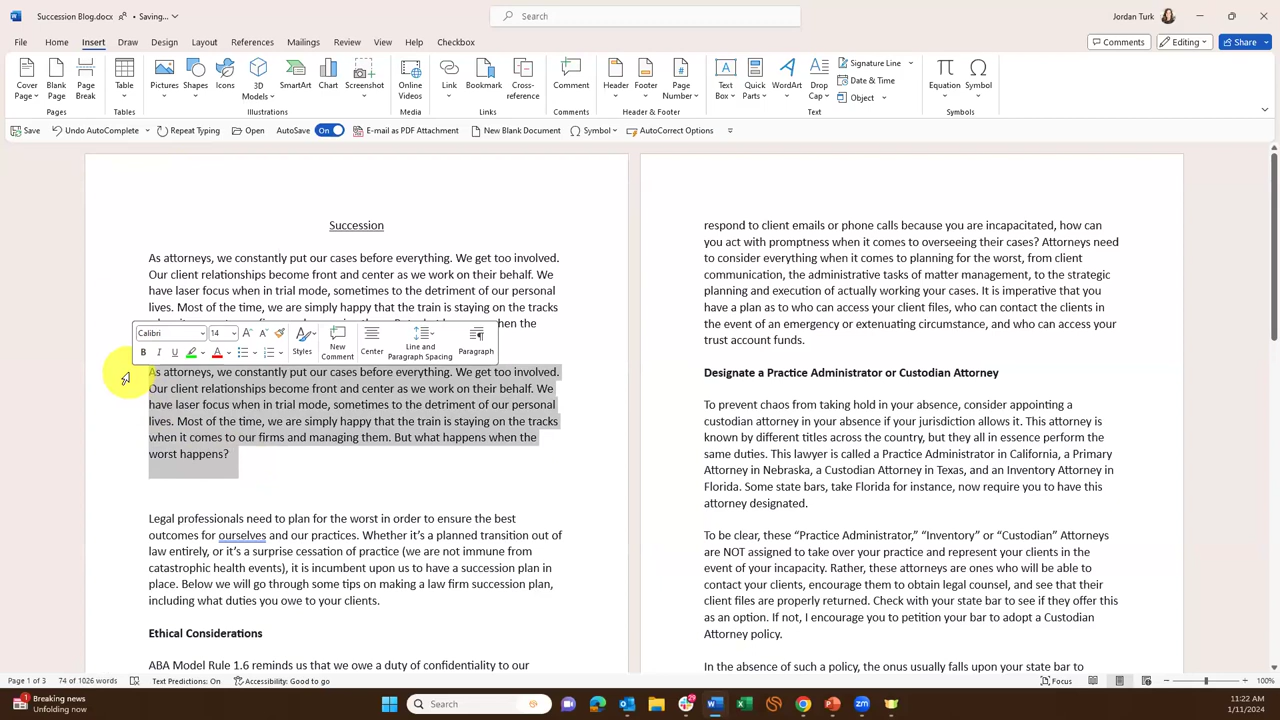 Succession Blog.docx • Saving...
Search
Jordan Turk
File Home Insert Draw Design Layout References Mailings Review View Help Checkbox
Comments Editing Share
Cover Page Blank Page Page Break Table Pictures Shapes Icons 3D Models SmartArt Chart Screenshot Online Videos Link Bookmark Cross-reference Comment Header Footer Page Number Text Box Quick Parts WordArt Drop Cap Signature Line Date & Time Object Equation Symbol
Pages Illustrations Media Links Comments Header & Footer Text Symbols
Save Undo AutoComplete Repeat Typing Open AutoSave On E-mail as PDF Attachment New Blank Document Symbol AutoCorrect Options
Succession
As attorneys, we constantly put our cases before everything. We get too involved.
Our client relationships become front and center as we work on their behalf. We
have laser focus when in trial mode, sometimes to the detriment of our personal
lives. Most of the time, we are simply happy that the train is staying on the tracks
hen the
Calibri 14
B I U Styles New Comment Center Line and Paragraph Spacing Paragraph
As attorneys, we constantly put our cases before everything. We get too involved.
Our client relationships become front and center as we work on their behalf. We
have laser focus when in trial mode, sometimes to the detriment of our personal
lives. Most of the time, we are simply happy that the train is staying on the tracks
when it comes to our firms and managing them. But what happens when the
worst happens?
Legal professionals need to plan for the worst in order to ensure the best
outcomes for ourselves and our practices. Whether it's a planned transition out of
law entirely, or it's a surprise cessation of practice (we are not immune from
catastrophic health events), it is incumbent upon us to have a succession plan in
place. Below we will go through some tips on making a law firm succession plan,
including what duties you owe to your clients.
Ethical Considerations
ABA Model Rule 1.6 reminds us that we owe a duty of confidentiality to our
respond to client emails or phone calls because you are incapacitated, how can
you act with promptness when it comes to overseeing their cases? Attorneys need
to consider everything when it comes to planning for the worst, from client
communication, the administrative tasks of matter management, to the strategic
planning and execution of actually working your cases. It is imperative that you
have a plan as to who can access your client files, who can contact the clients in
the event of an emergency or extenuating circumstance, and who can access your
trust account funds.
Designate a Practice Administrator or Custodian Attorney
To prevent chaos from taking hold in your absence, consider appointing a
custodian attorney in your absence if your jurisdiction allows it. This attorney is
known by different titles across the country, but they all in essence perform the
same duties. This lawyer is called a Practice Administrator in California, a Primary
Attorney in Nebraska, a Custodian Attorney in Texas, and an Inventory Attorney in
Florida. Some state bars, take Florida for instance, now require you to have this
attorney designated.
To be clear, these “Practice Administrator,” “Inventory” or “Custodian” Attorneys
are NOT assigned to take over your practice and represent your clients in the
event of your incapacity. Rather, these attorneys are ones who will be able to
contact your clients, encourage them to obtain legal counsel, and see that their
client files are properly returned. Check with your state bar to see if they offer this
as an option. If not, I encourage you to petition your bar to adopt a Custodian
Attorney policy.
In the absence of such a policy, the onus usually falls upon your state bar to
Page 1 of 3 74 of 1026 words Text Predictions: On Accessibility: Good to go Focus 100%
Breaking news
Unfolding now
Search
11:22 AM
1/11/2024